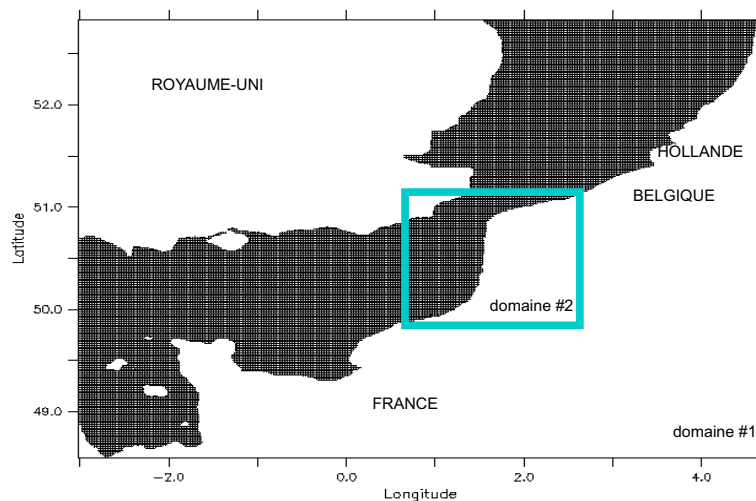 ROYAUME-UNI
52.0
HOLLANDE
BELGIQUE
51.0
Latitude
50.0
domaine #2
FRANCE
49.0
domaine #1
-2.0 0.0 2.0 4.0
Longitude